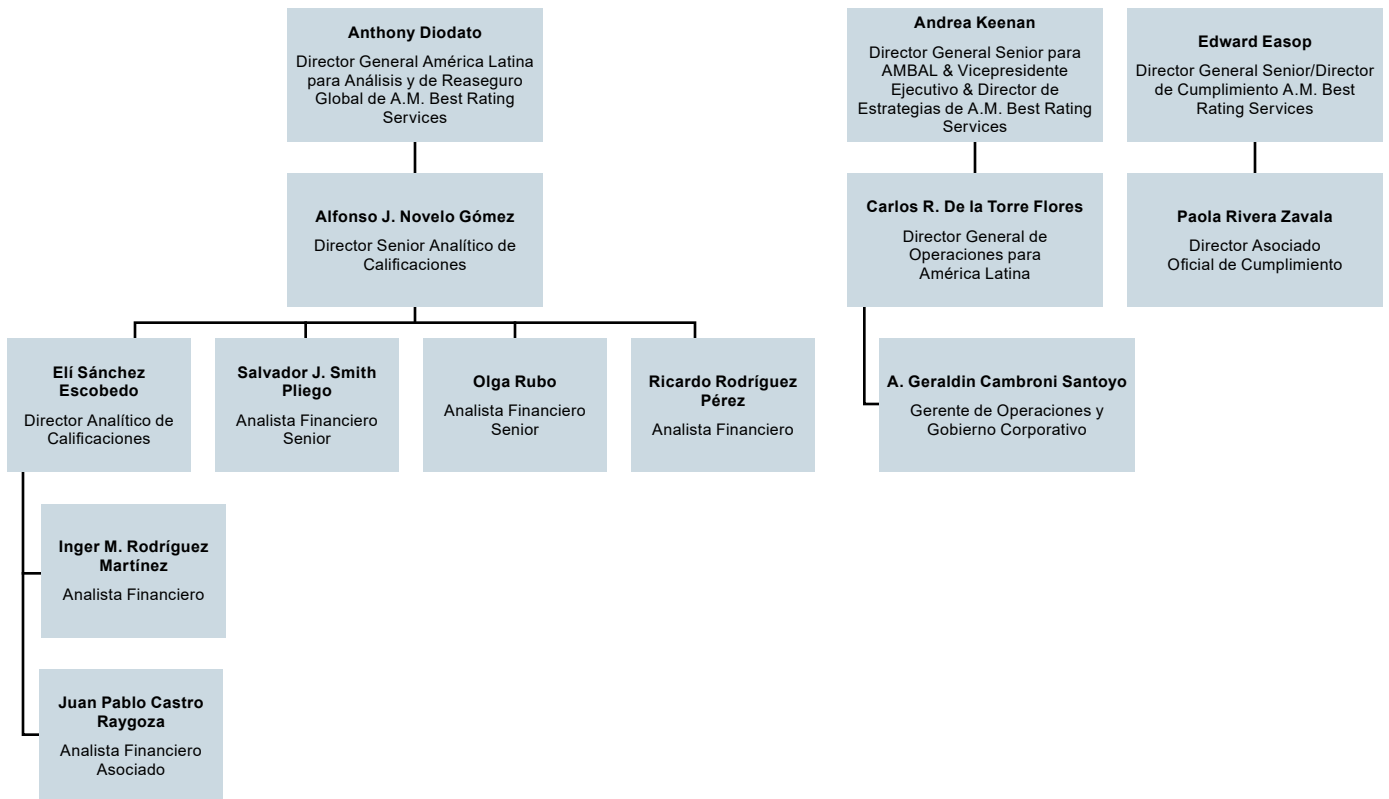 Anthony Diodato
Director General América Latina
para Análisis y de Reaseguro
Global de A.M. Best Rating
Services
Andrea Keenan
Director General Senior para
AMBAL & Vicepresidente
Ejecutivo & Director de
Estrategias de A.M. Best Rating
Services
Edward Easop
Director General Senior/Director
de Cumplimiento A.M. Best
Rating Services
Alfonso J. Novelo Gómez
Director Senior Analítico de
Calificaciones
Carlos R. De la Torre Flores
Director General de
Operaciones para
América Latina
Paola Rivera Zavala
Director Asociado
Oficial de Cumplimiento
Elí Sánchez
Escobedo
Director Analítico de
Calificaciones
Salvador J. Smith
Pliego
Analista Financiero
Senior
Olga Rubo
Analista Financiero
Senior
Ricardo Rodríguez
Pérez
Analista Financiero
A. Geraldin Cambroni Santoyo
Gerente de Operaciones y
Gobierno Corporativo
Inger M. Rodríguez
Martínez
Analista Financiero
Juan Pablo Castro
Raygoza
Analista Financiero
Asociado